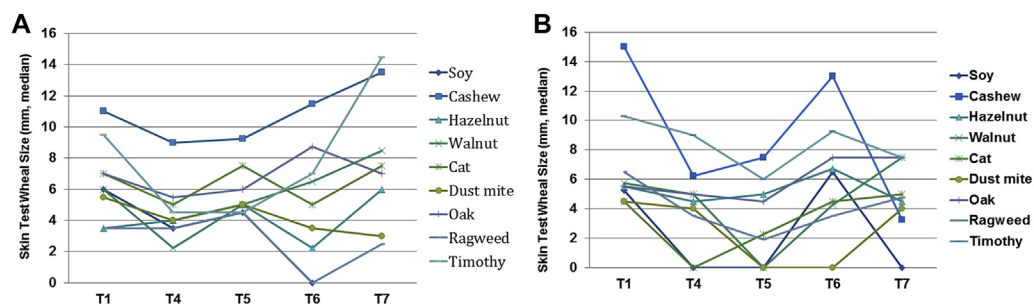 A
Skin Test Wheal Size (mm, median)
16
14
12
10
8
6
4
2
0
T1 T4 T5 T6 T7
Soy
Cashew
Hazelnut
Walnut
Cat
Dust mite
Oak
Ragweed
Timothy
B
Skin Test Wheal Size (mm, median)
16
14
12
10
8
6
4
2
0
T1 T4 T5 T6 T7
Soy
Cashew
Hazelnut
Walnut
Cat
Dust mite
Oak
Ragweed
Timothy